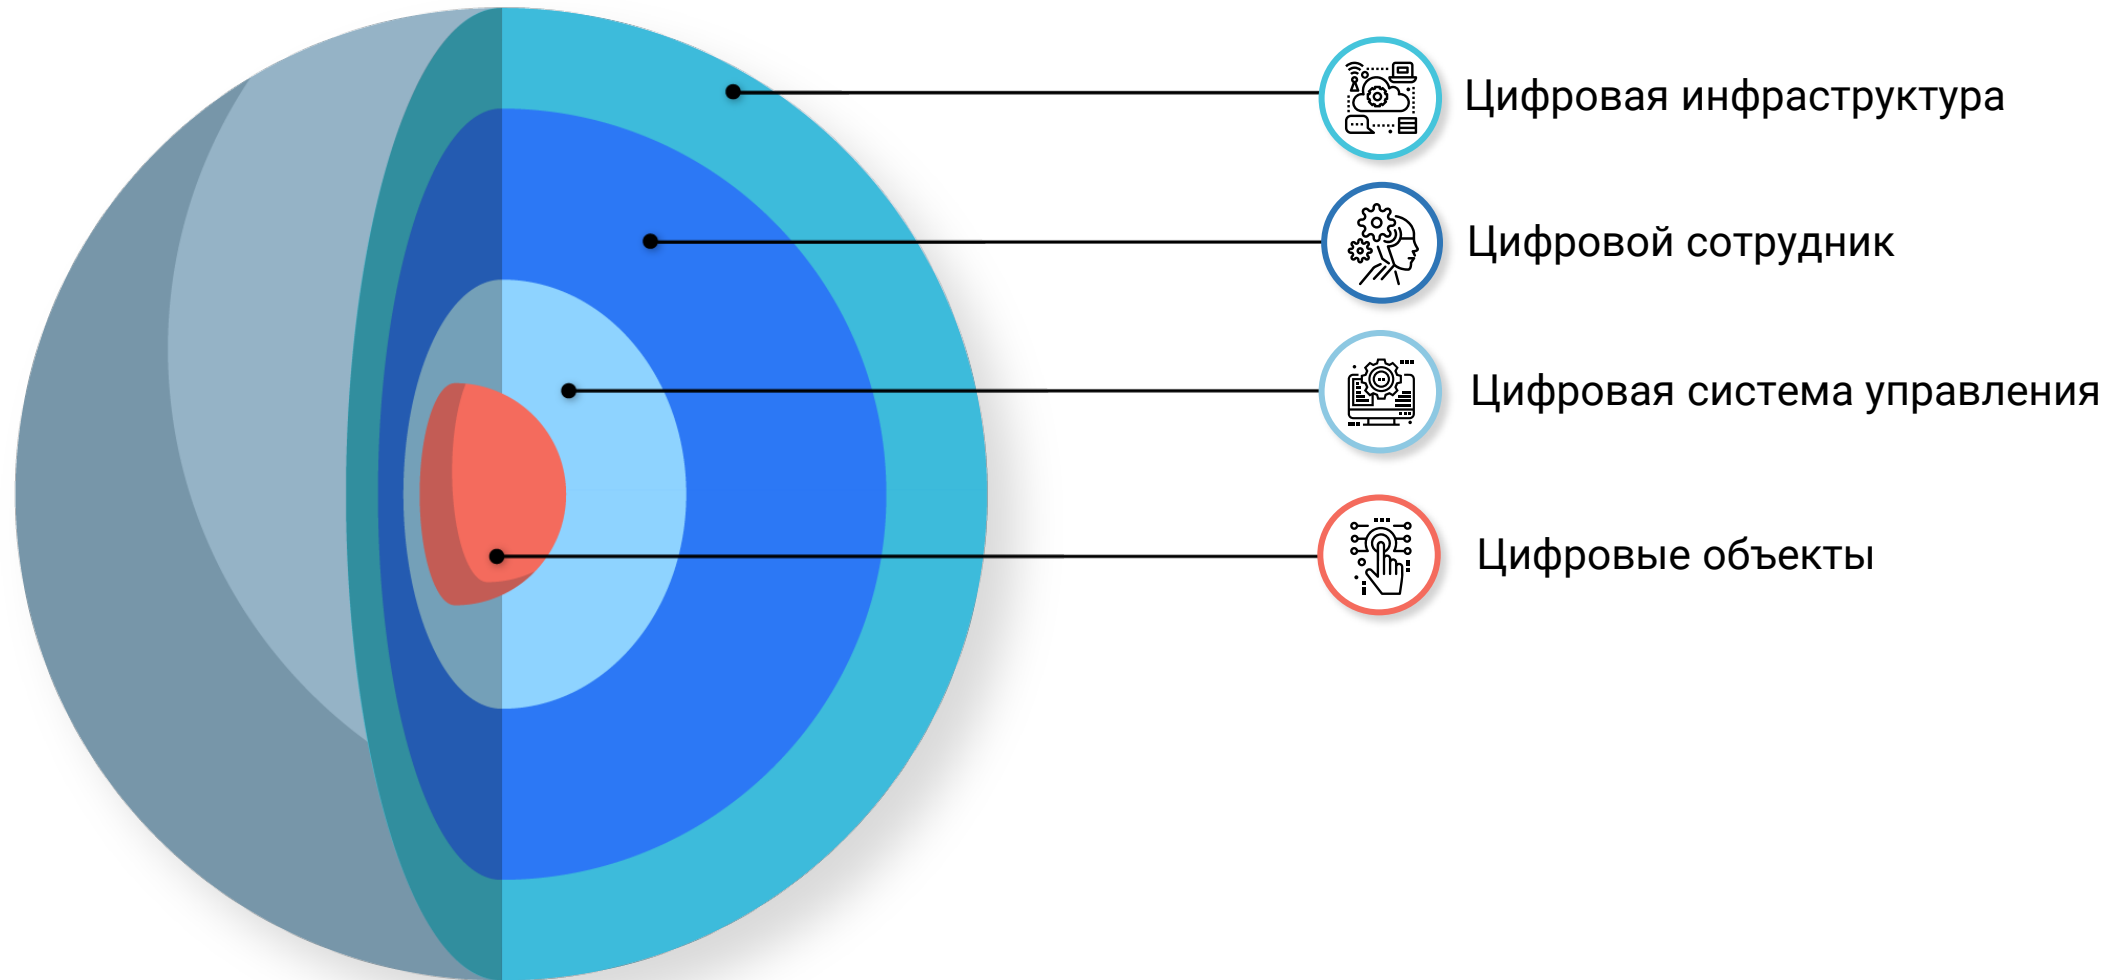 Цифровая инфраструктура
Цифровой сотрудник
Цифровая система управления
Цифровые объекты